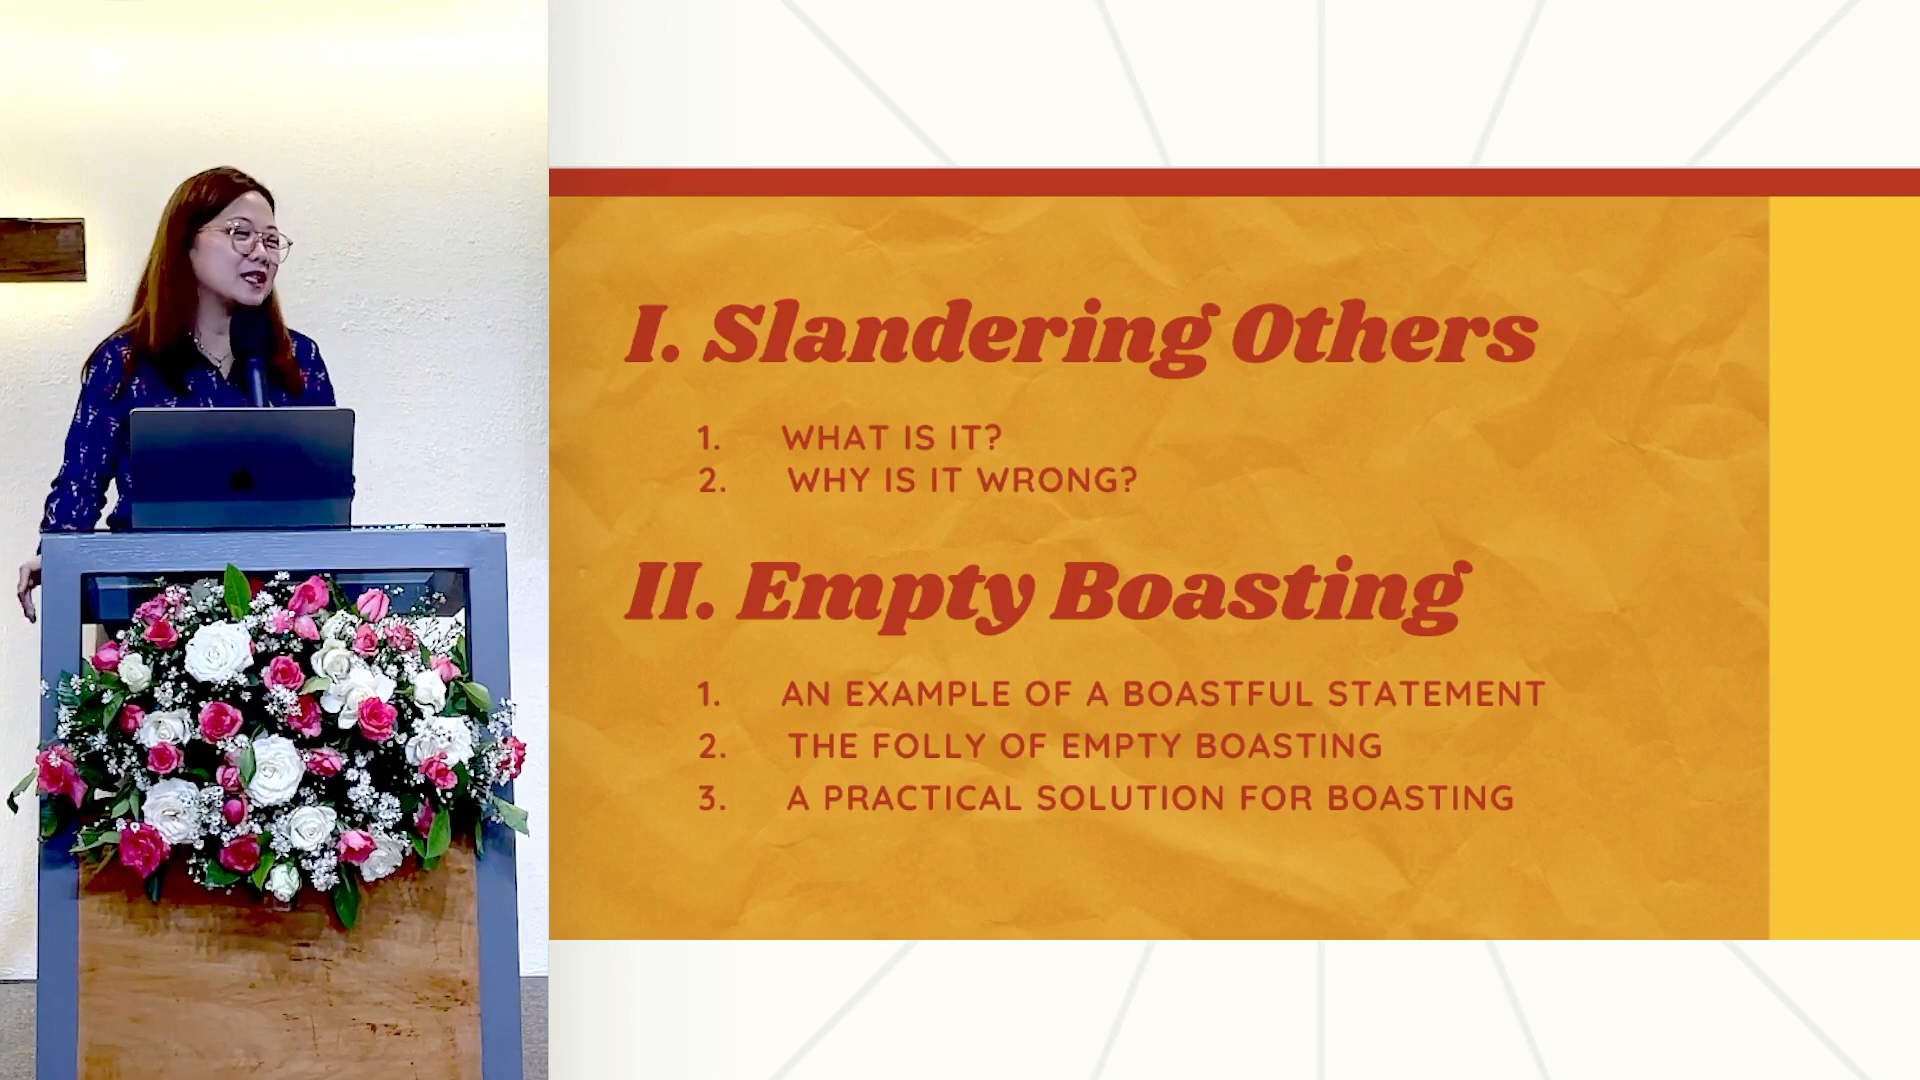 I. Slandering Others
1. WHAT IS IT?
2. WHY IS IT WRONG?
II. Empty Boasting
1. AN EXAMPLE OF A BOASTFUL STATEMENT
2. THE FOLLY OF EMPTY BOASTING
3. A PRACTICAL SOLUTION FOR BOASTING